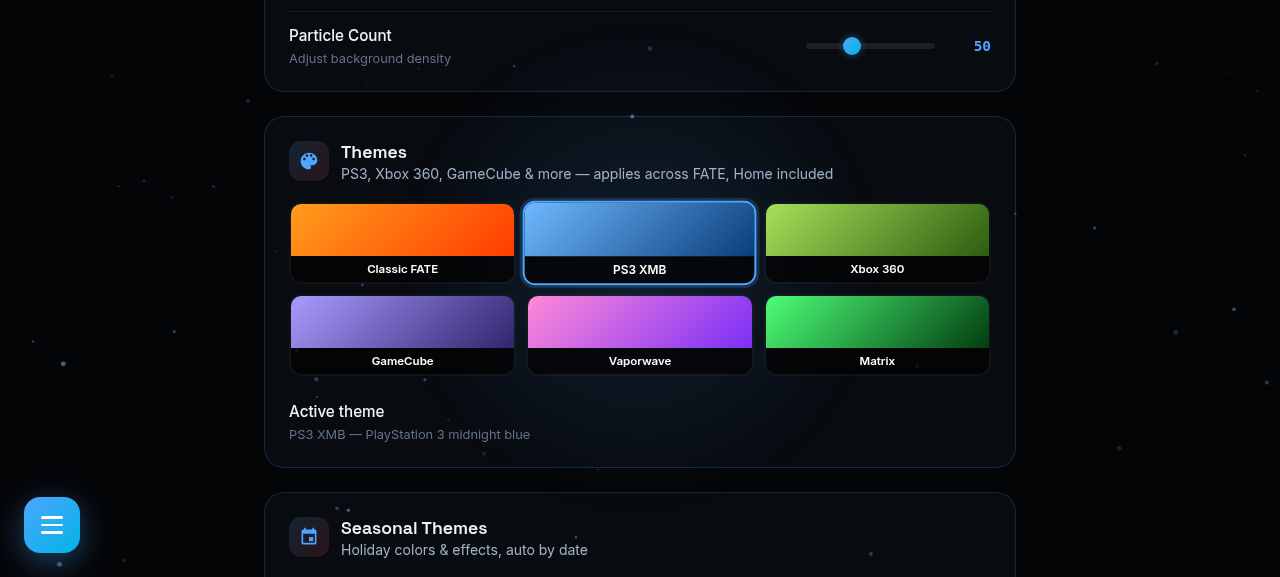 Particle Count
50
Adjust background density
Themes
PS3, Xbox 360, GameCube & more — applies across FATE, Home included
Classic FATE
PS3 XMB
Xbox 360
GameCube
Vaporwave
Matrix
Active theme
PS3 XMB — PlayStation 3 midnight blue
Seasonal Themes
Holiday colors & effects, auto by date